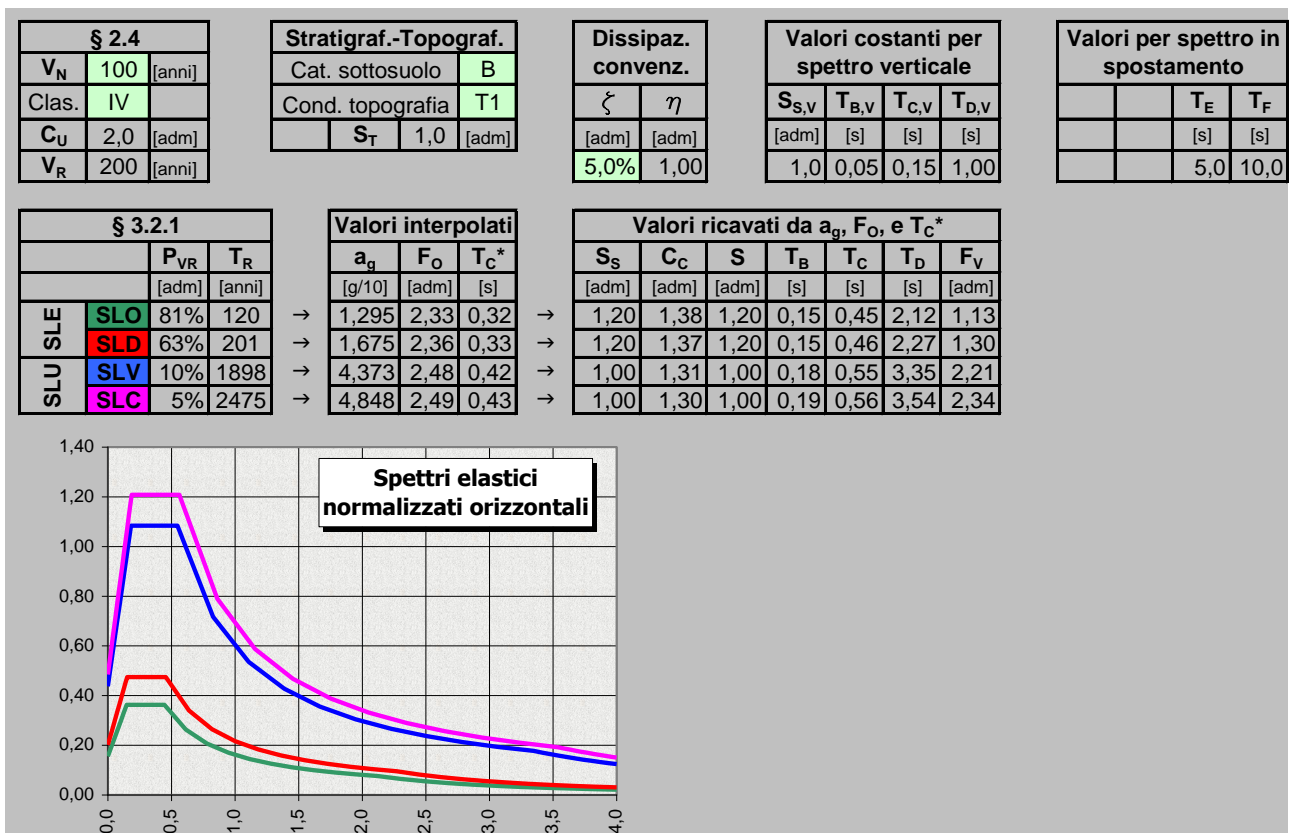 § 2.4 Stratigraf.-Topograf. Dissipaz. convenz. Valori costanti per spettro verticale Valori per spettro in spostamento
V_N 100 [anni] Cat. sottosuolo B
Clas. IV Cond. topografia T1 ζ η S_S,V T_B,V T_C,V T_D,V T_E T_F
C_U 2,0 [adm] S_T 1,0 [adm] [adm] [adm] [adm] [s] [s] [s] [s] [s]
V_R 200 [anni] 5,0% 1,00 1,0 0,05 0,15 1,00 5,0 10,0
§ 3.2.1 Valori interpolati Valori ricavati da a_g, F_O, e T_C*
P_VR T_R a_g F_O T_C* S_S C_C S T_B T_C T_D F_V
[adm] [anni] [g/10] [adm] [s] [adm] [adm] [adm] [s] [s] [s] [adm]
SLE
SLO 81% 120 → 1,295 2,33 0,32 → 1,20 1,38 1,20 0,15 0,45 2,12 1,13
SLD 63% 201 → 1,675 2,36 0,33 → 1,20 1,37 1,20 0,15 0,46 2,27 1,30
SLU
SLV 10% 1898 → 4,373 2,48 0,42 → 1,00 1,31 1,00 0,18 0,55 3,35 2,21
SLC 5% 2475 → 4,848 2,49 0,43 → 1,00 1,30 1,00 0,19 0,56 3,54 2,34
Spettri elastici
normalizzati orizzontali
1,40
1,20
1,00
0,80
0,60
0,40
0,20
0,00
0,0 0,5 1,0 1,5 2,0 2,5 3,0 3,5 4,0